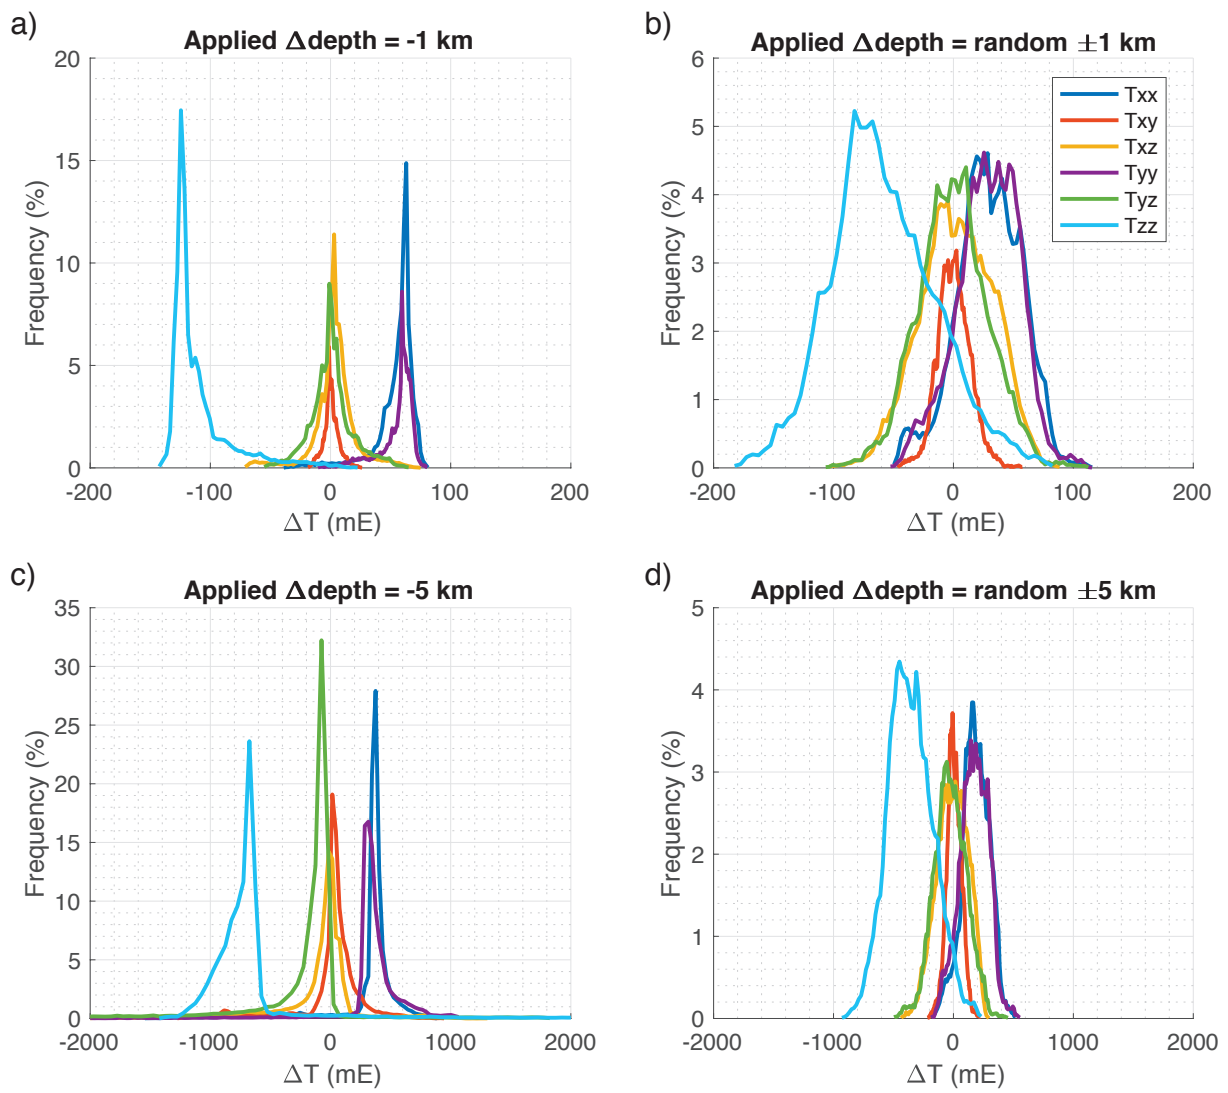 a)
Applied Δdepth = -1 km
Frequency (%)
20
15
10
5
0
-200
-100
0
100
200
ΔT (mE)
b)
Applied Δdepth = random ±1 km
Frequency (%)
6
5
4
3
2
1
0
-200
-100
0
100
200
ΔT (mE)
Txx
Txy
Txz
Tyy
Tyz
Tzz
c)
Applied Δdepth = -5 km
Frequency (%)
35
30
25
20
15
10
5
0
-2000
-1000
0
1000
2000
ΔT (mE)
d)
Applied Δdepth = random ±5 km
Frequency (%)
5
4
3
2
1
0
-2000
-1000
0
1000
2000
ΔT (mE)